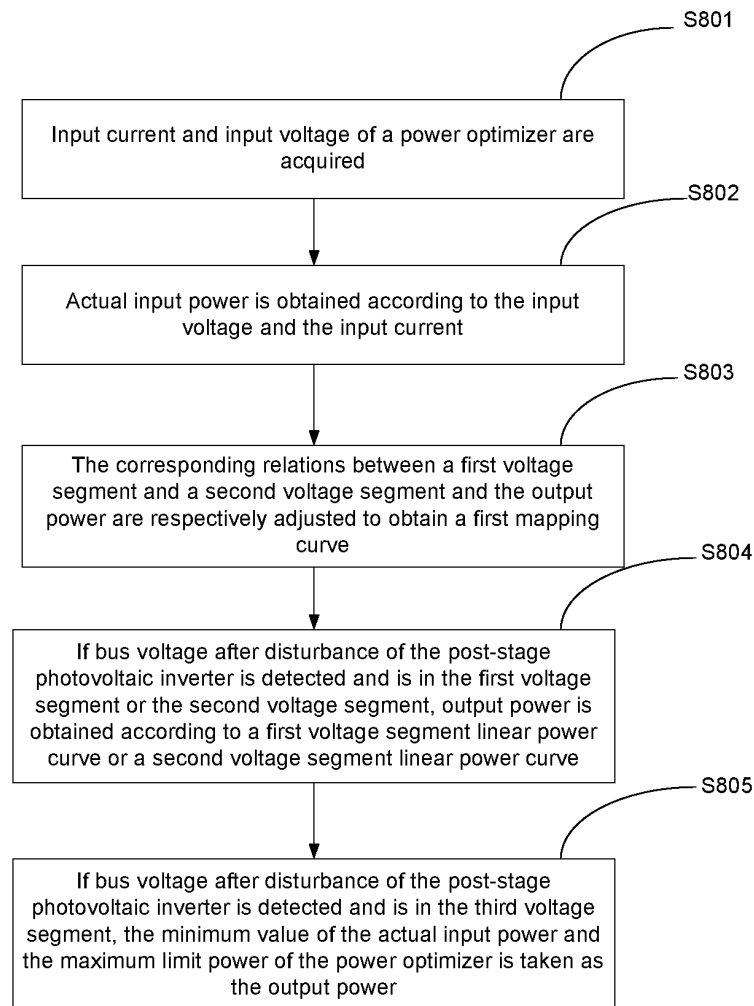 S801
Input current and input voltage of a power optimizer are
acquired
S802
Actual input power is obtained according to the input
voltage and the input current
S803
The corresponding relations between a first voltage
segment and a second voltage segment and the output
power are respectively adjusted to obtain a first mapping
curve
S804
If bus voltage after disturbance of the post-stage
photovoltaic inverter is detected and is in the first voltage
segment or the second voltage segment, output power is
obtained according to a first voltage segment linear power
curve or a second voltage segment linear power curve
S805
If bus voltage after disturbance of the post-stage
photovoltaic inverter is detected and is in the third voltage
segment, the minimum value of the actual input power and
the maximum limit power of the power optimizer is taken as
the output power